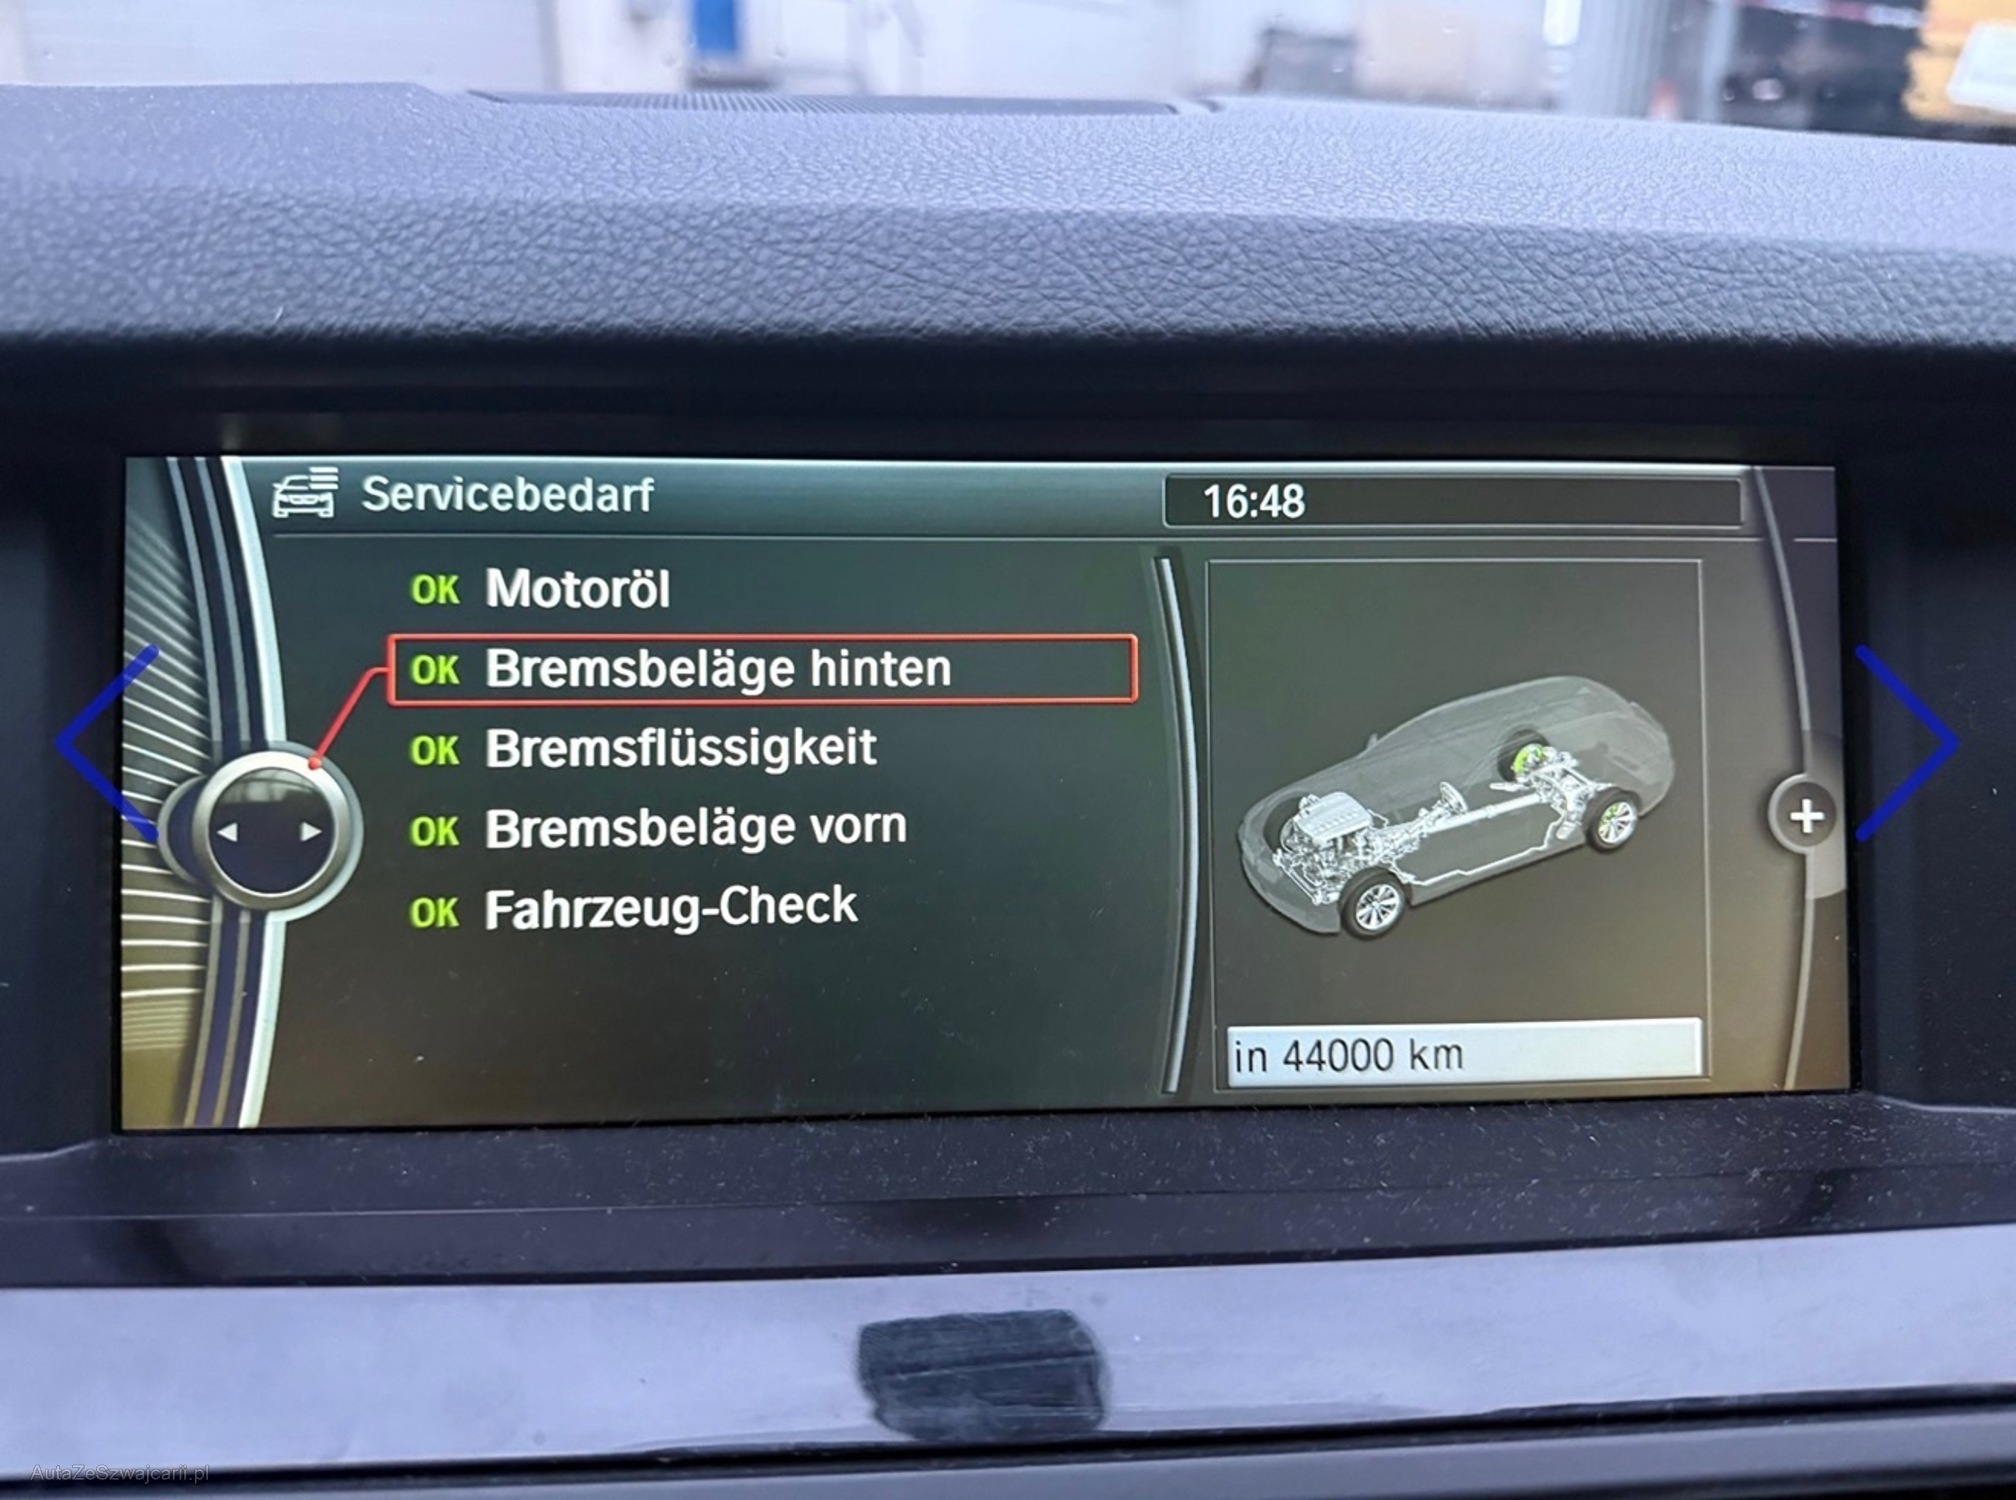 Servicebedarf
16:48
OK Motoröl
OK Bremsbeläge hinten
OK Bremsflüssigkeit
OK Bremsbeläge vorn
OK Fahrzeug-Check
in 44000 km
AutaZeSzwajcarii.pl